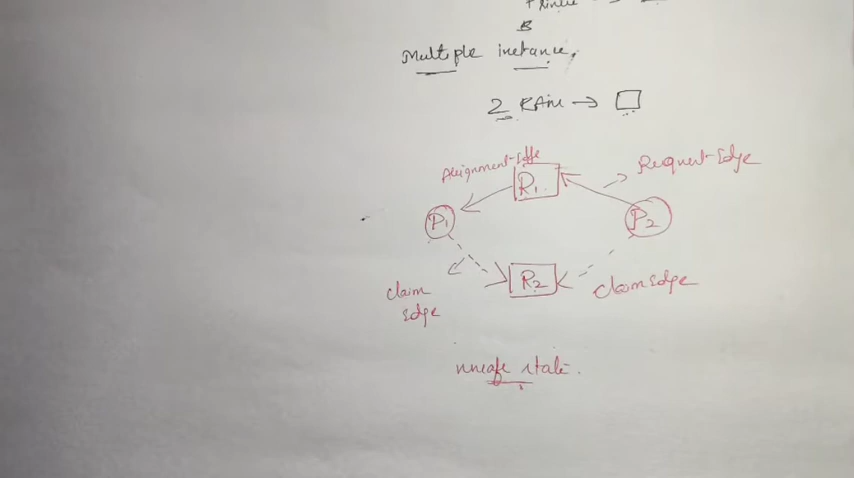 B
Multiple instance,
2 RAM →
Assignment-Edge
Request-Edge
R1
P1
P2
R2
claim
Edge
Claim Edge
unsafe state.